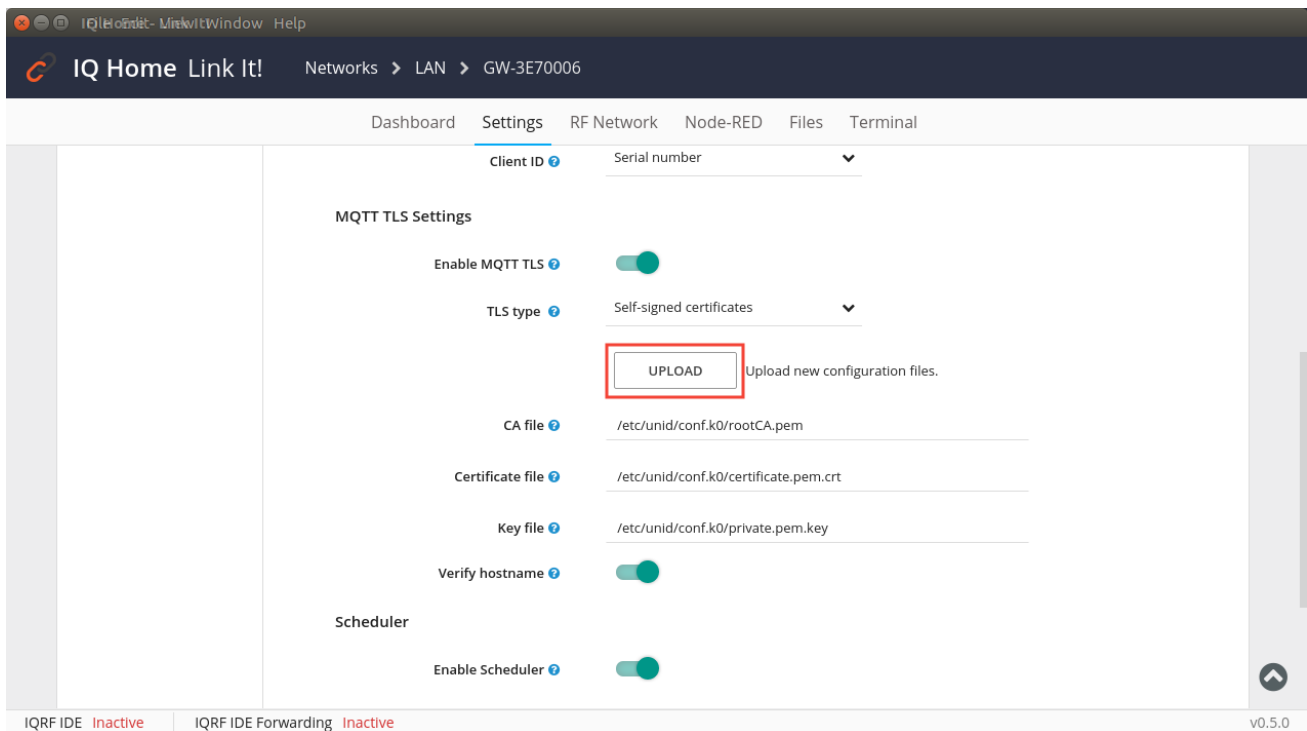 Window Help
IQ Home Link It!
Networks > LAN > GW-3E70006
Dashboard Settings RF Network Node-RED Files Terminal
Client ID Serial number
MQTT TLS Settings
Enable MQTT TLS
TLS type Self-signed certificates
UPLOAD Upload new configuration files.
CA file /etc/unid/conf.k0/rootCA.pem
Certificate file /etc/unid/conf.k0/certificate.pem.crt
Key file /etc/unid/conf.k0/private.pem.key
Verify hostname
Scheduler
Enable Scheduler
IQRF IDE Inactive IQRF IDE Forwarding Inactive v0.5.0